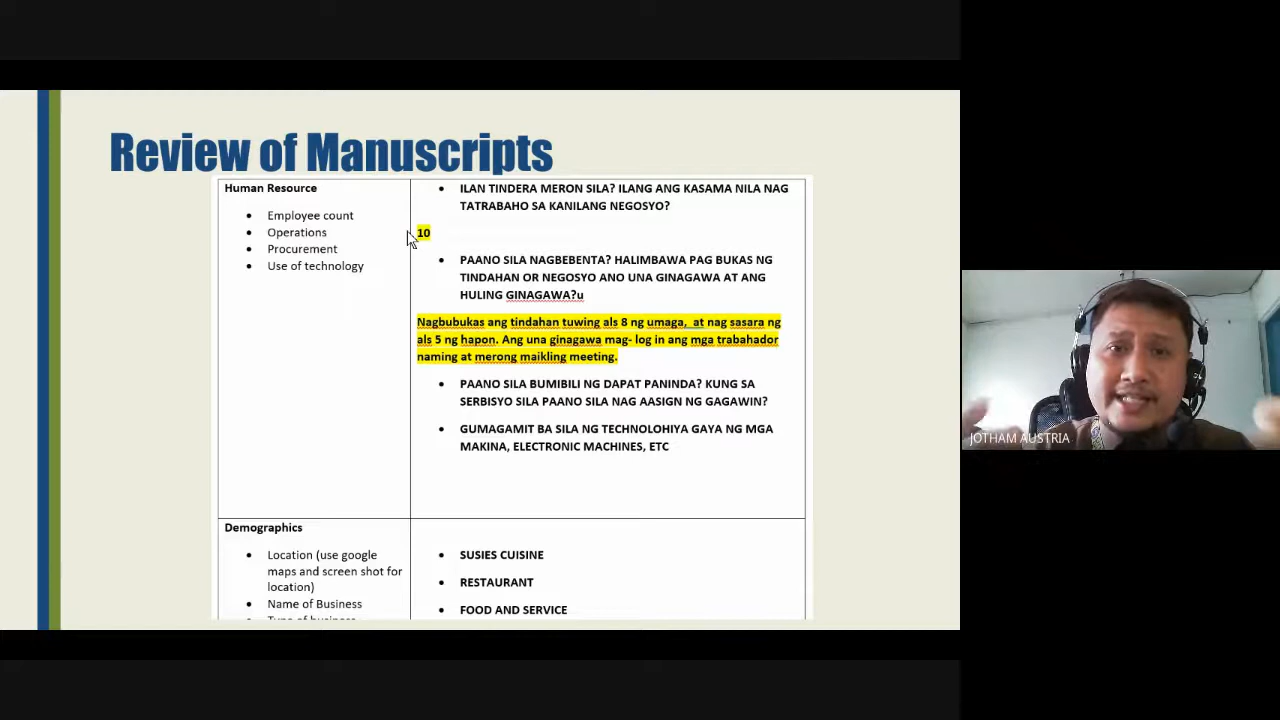 Review of Manuscripts
Human Resource
Employee count
Operations
Procurement
Use of technology
ILAN TINDERA MERON SILA? ILANG ANG KASAMA NILA NAG
TATRABAHO SA KANILANG NEGOSYO?
10
PAANO SILA NAGBEBENTA? HALIMBAWA PAG BUKAS NG
TINDAHAN OR NEGOSYO ANO UNA GINAGAWA AT ANG
HULING GINAGAWA?u
Nagbubukas ang tindahan tuwing als 8 ng umaga, at nag sasara ng
als 5 ng hapon. Ang una ginagawa mag- log in ang mga trabahador
naming at merong maikling meeting.
PAANO SILA BUMIBILI NG DAPAT PANINDA? KUNG SA
SERBISYO SILA PAANO SILA NAG AASIGN NG GAGAWIN?
GUMAGAMIT BA SILA NG TECHNOLOHIYA GAYA NG MGA
MAKINA, ELECTRONIC MACHINES, ETC
Demographics
Location (use google
maps and screen shot for
location)
Name of Business
Type of business
SUSIES CUISINE
RESTAURANT
FOOD AND SERVICE
JOTHAM AUSTRIA